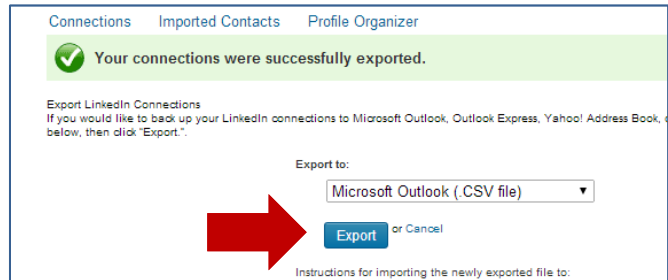 Connections Imported Contacts Profile Organizer
Your connections were successfully exported.
Export LinkedIn Connections
If you would like to back up your LinkedIn connections to Microsoft Outlook, Outlook Express, Yahoo! Address Book,
below, then click "Export.".
Export to:
Microsoft Outlook (.CSV file)
Export or Cancel
Instructions for importing the newly exported file to: